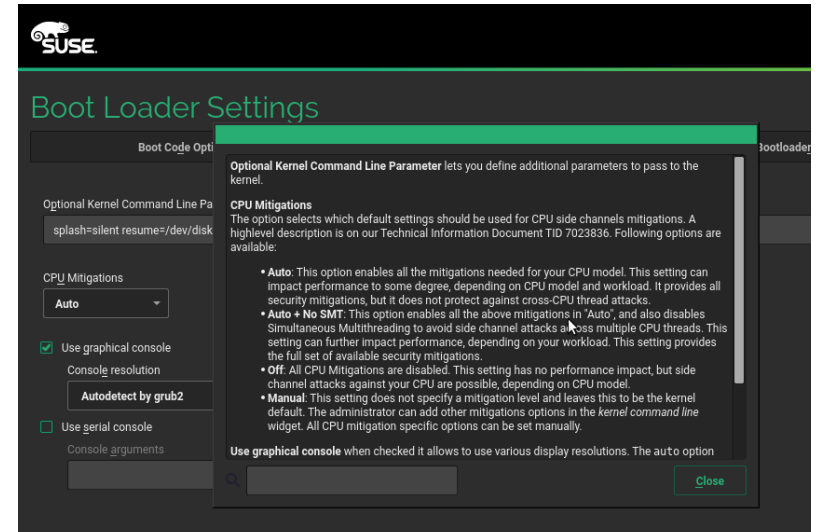 SUSE.
Boot Loader Settings
Boot Code Opti
Bootloader
Optional Kernel Command Line Pa
splash=silent resume=/dev/disk
CPU Mitigations
Auto
Use graphical console
Console resolution
Autodetect by grub2
Use serial console
Console arguments
Optional Kernel Command Line Parameter lets you define additional parameters to pass to the
kernel.
CPU Mitigations
The option selects which default settings should be used for CPU side channels mitigations. A
highlevel description is on our Technical Information Document TID 7023836. Following options are
available:
• Auto: This option enables all the mitigations needed for your CPU model. This setting can
impact performance to some degree, depending on CPU model and workload. It provides all
security mitigations, but it does not protect against cross-CPU thread attacks.
• Auto + No SMT: This option enables all the above mitigations in "Auto", and also disables
Simultaneous Multithreading to avoid side channel attacks across multiple CPU threads. This
setting can further impact performance, depending on your workload. This setting provides
the full set of available security mitigations.
• Off: All CPU Mitigations are disabled. This setting has no performance impact, but side
channel attacks against your CPU are possible, depending on CPU model.
• Manual: This setting does not specify a mitigation level and leaves this to be the kernel
default. The administrator can add other mitigations options in the kernel command line
widget. All CPU mitigation specific options can be set manually.
Use graphical console when checked it allows to use various display resolutions. The auto option
Close